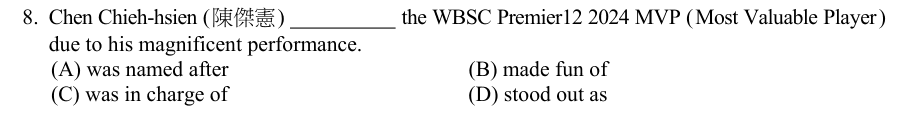 8. Chen Chieh-hsien (陳傑憲) __________ the WBSC Premier12 2024 MVP (Most Valuable Player)
due to his magnificent performance.
(A) was named after (B) made fun of
(C) was in charge of (D) stood out as